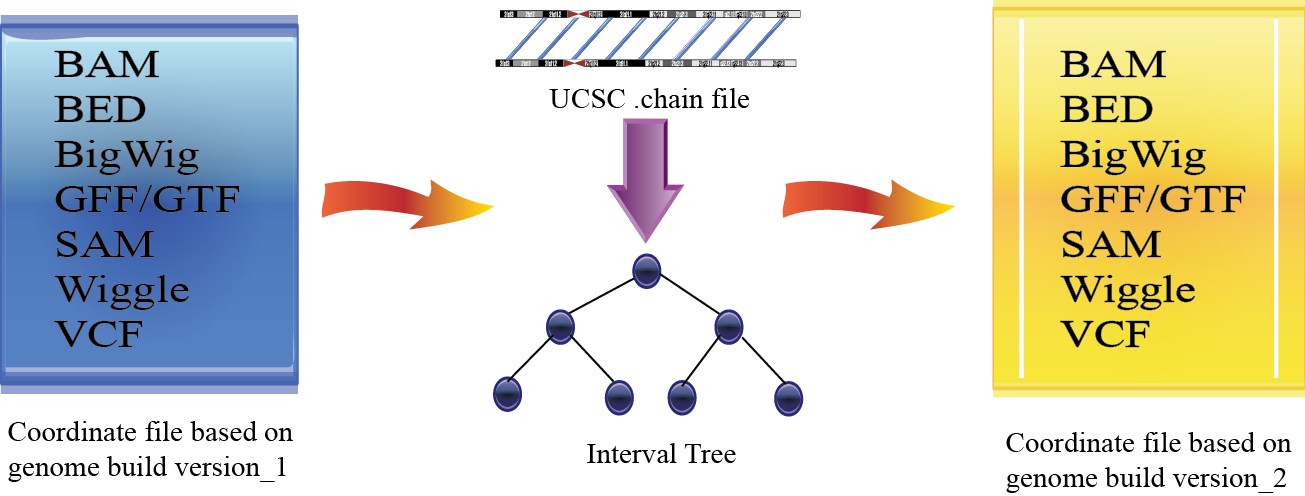 BAM
BED
BigWig
GFF/GTF
SAM
Wiggle
VCF
Coordinate file based on
genome build version_1
UCSC .chain file
Interval Tree
BAM
BED
BigWig
GFF/GTF
SAM
Wiggle
VCF
Coordinate file based on
genome build version_2